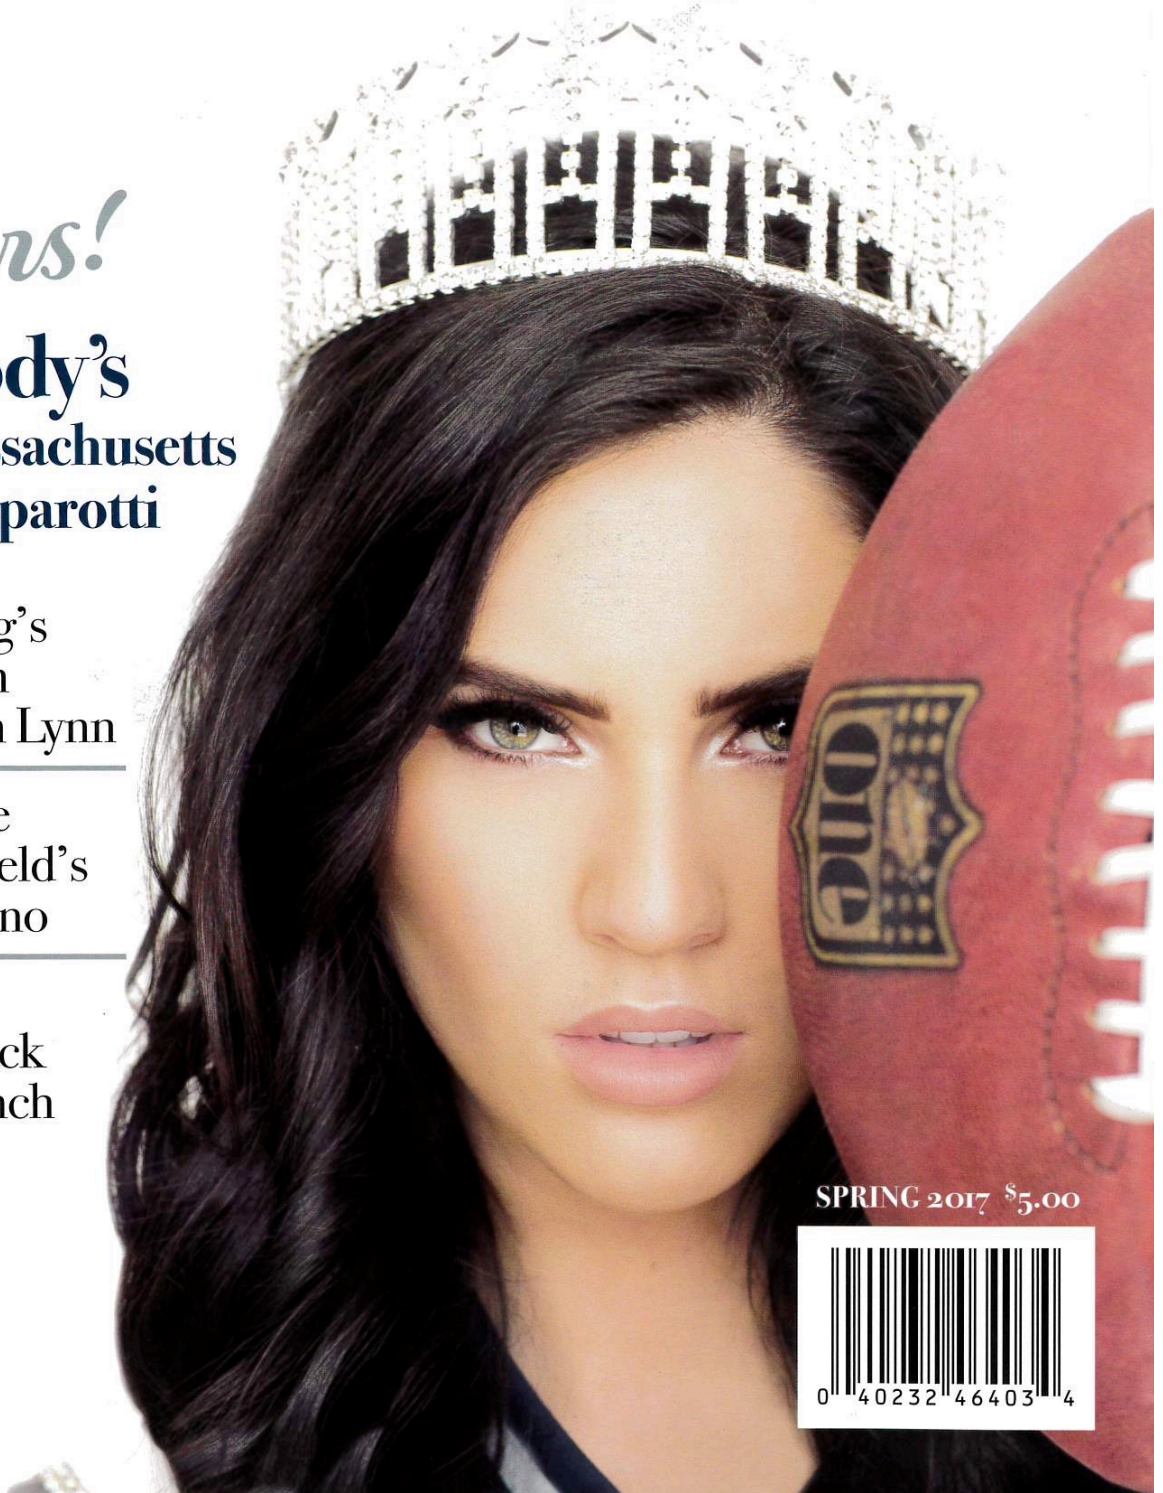 ns!
ody's
sachusetts
parotti
g's
n
n Lynn
e
eld's
no
ck
nch
one
SPRING 2017 $5.00
0 40232 46403 4